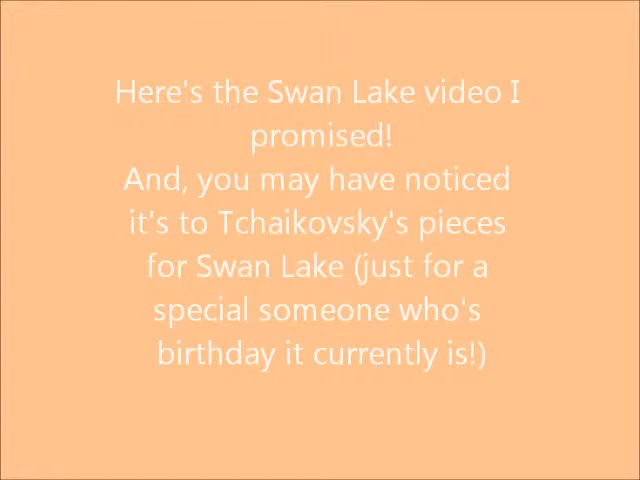 Here's the Swan Lake video I
promised!
And, you may have noticed
it's to Tchaikovsky's pieces
for Swan Lake (just for a
special someone who's
birthday it currently is!)